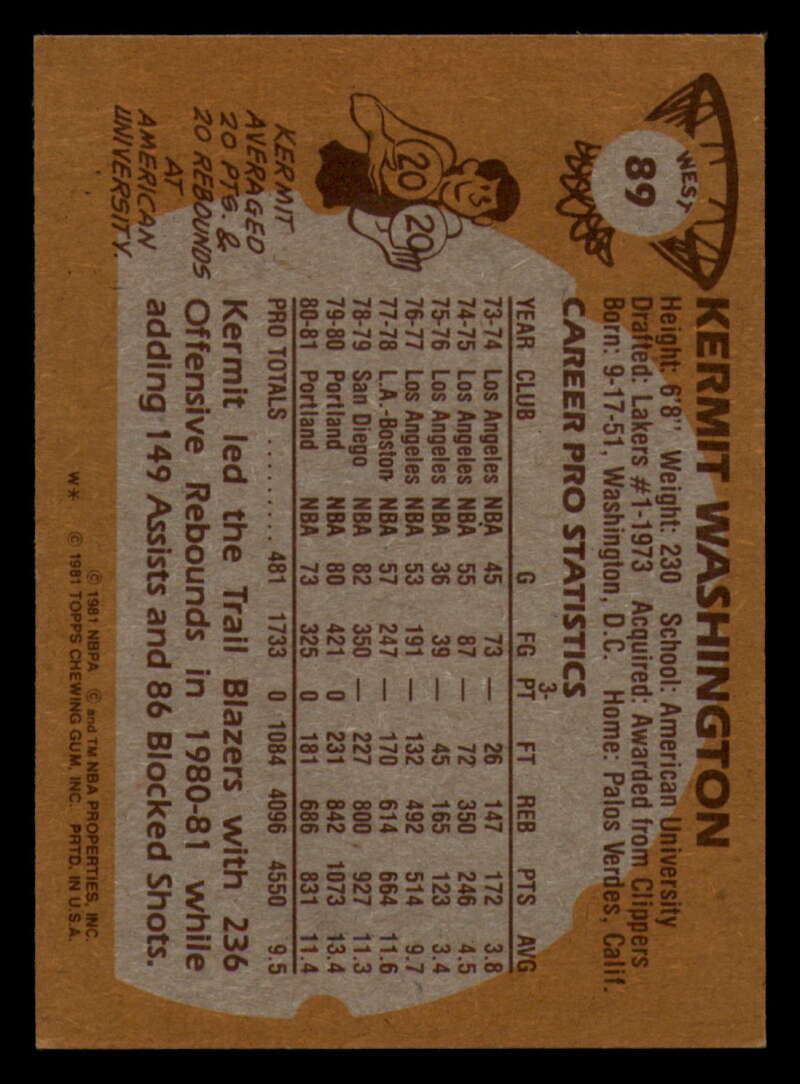 WEST
89
KERMIT WASHINGTON
Height: 6'8" Weight: 230 School: American University
Drafted: Lakers #1-1973 Acquired: Awarded from Clippers
Born: 9-17-51, Washington, D.C. Home: Palos Verdes, Calif.
CAREER PRO STATISTICS
YEAR CLUB G FG 3-PT FT REB PTS AVG
73-74 Los Angeles NBA 45 73 — 26 147 172 3.8
74-75 Los Angeles NBA 55 87 — 72 350 246 4.5
75-76 Los Angeles NBA 36 39 — 45 165 123 3.4
76-77 Los Angeles NBA 53 191 — 132 492 514 9.7
77-78 L.A.-Boston NBA 57 247 — 170 614 664 11.6
78-79 San Diego NBA 82 350 — 227 800 927 11.3
79-80 Portland NBA 80 421 0 231 842 1073 13.4
80-81 Portland NBA 73 325 0 181 686 831 11.4
PRO TOTALS ......... 481 1733 0 1084 4096 4550 9.5
Kermit led the Trail Blazers with 236
Offensive Rebounds in 1980-81 while
adding 149 Assists and 86 Blocked Shots.
20
20
KERMIT
AVERAGED
20 PTS. &
20 REBOUNDS
AT
AMERICAN
UNIVERSITY.
© 1981 NBPA © and TM NBA PROPERTIES, INC.
W* © 1981 TOPPS CHEWING GUM, INC. PRTD. IN U.S.A.